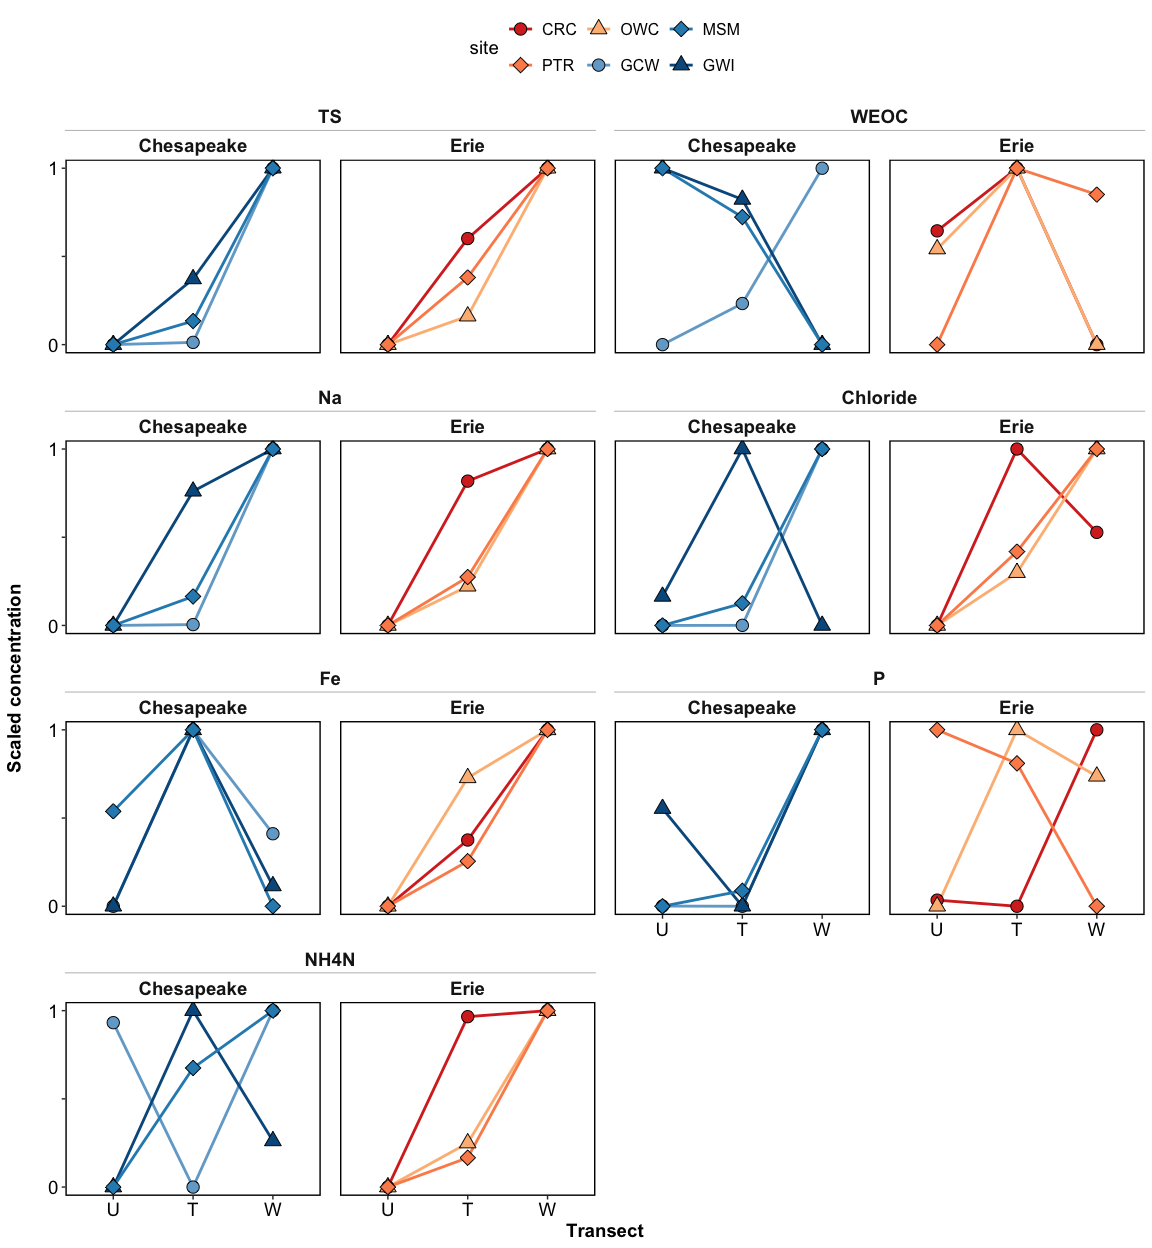 site
CRC OWC MSM
PTR GCW GWI
TS WEOC
Chesapeake Erie Chesapeake Erie
1
0
Na Chloride
Chesapeake Erie Chesapeake Erie
1
0
Scaled concentration
Fe P
Chesapeake Erie Chesapeake Erie
1
0
U T W U T W
NH4N
Chesapeake Erie
1
0
U T W U T W
Transect